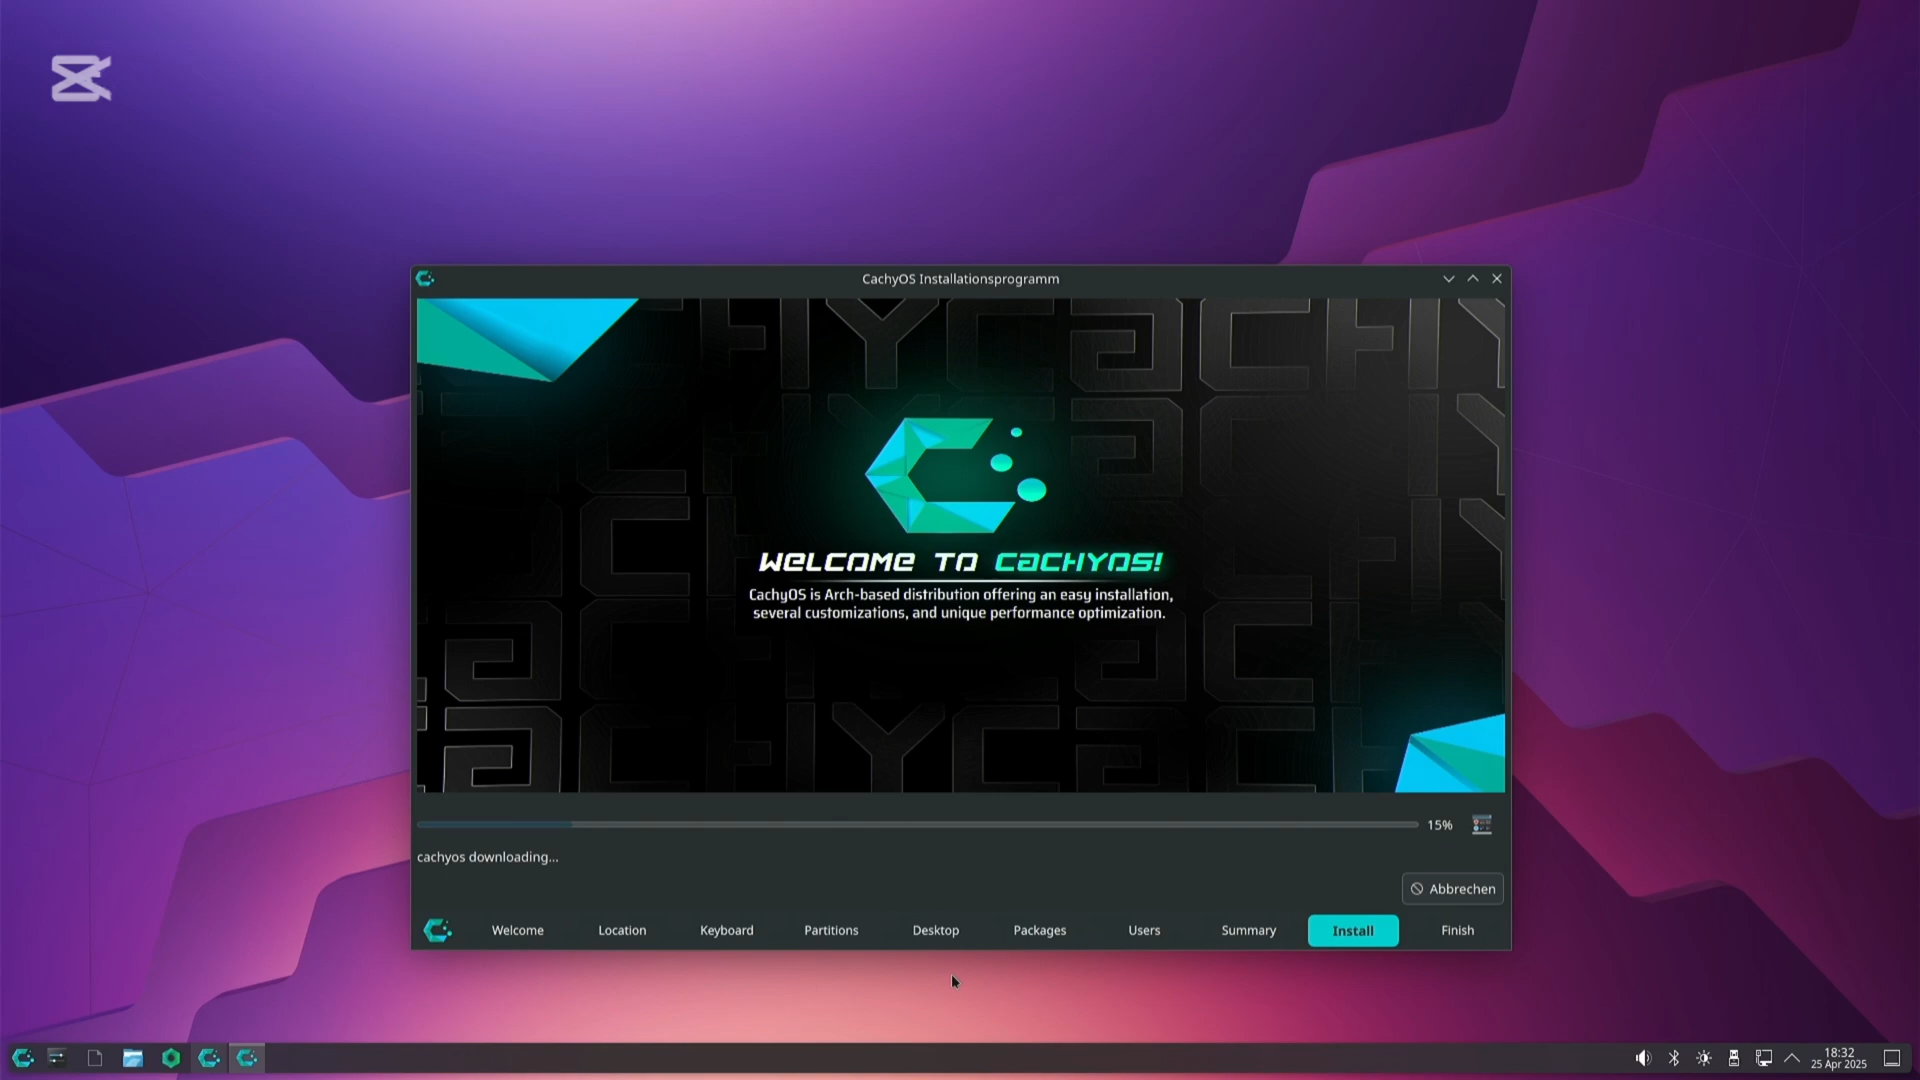 CachyOS Installationsprogramm
WELCOME TO CACHYOS!
CachyOS is Arch-based distribution offering an easy installation,
several customizations, and unique performance optimization.
15%
cachyos downloading...
Abbrechen
Welcome Location Keyboard Partitions Desktop Packages Users Summary Install Finish
18:32
25 Apr 2025